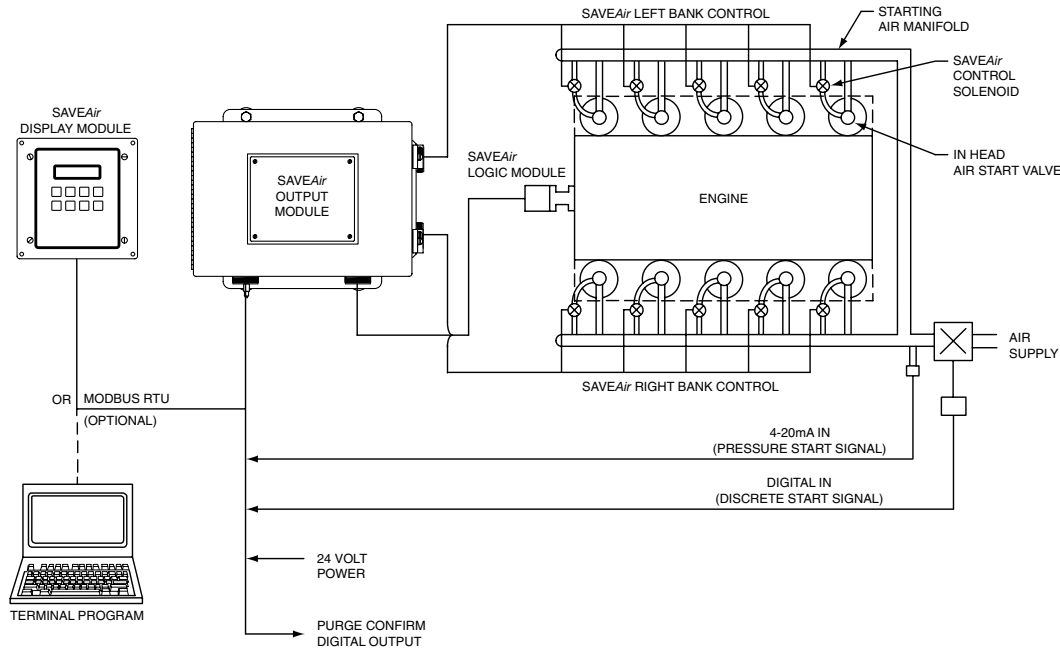 SAVEAir LEFT BANK CONTROL
STARTING
AIR MANIFOLD
SAVEAir
CONTROL
SOLENOID
SAVEAir
DISPLAY MODULE
SAVEAir
OUTPUT
MODULE
SAVEAir
LOGIC MODULE
ENGINE
IN HEAD
AIR START VALVE
AIR
SUPPLY
SAVEAir RIGHT BANK CONTROL
OR
MODBUS RTU
(OPTIONAL)
4-20mA IN
(PRESSURE START SIGNAL)
DIGITAL IN
(DISCRETE START SIGNAL)
24 VOLT
POWER
TERMINAL PROGRAM
PURGE CONFIRM
DIGITAL OUTPUT